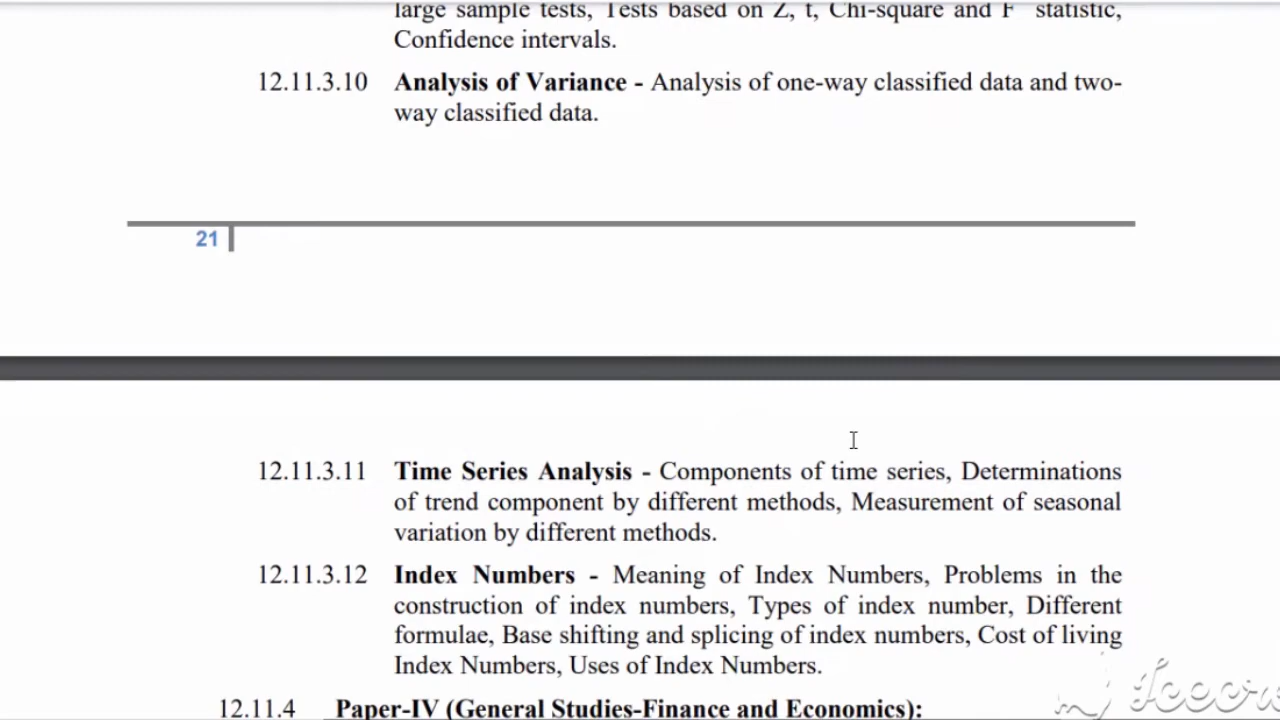 large sample tests, Tests based on Z, t, Chi-square and F statistic,
Confidence intervals.
12.11.3.10 Analysis of Variance - Analysis of one-way classified data and two-
way classified data.
21
12.11.3.11 Time Series Analysis - Components of time series, Determinations
of trend component by different methods, Measurement of seasonal
variation by different methods.
12.11.3.12 Index Numbers - Meaning of Index Numbers, Problems in the
construction of index numbers, Types of index number, Different
formulae, Base shifting and splicing of index numbers, Cost of living
Index Numbers, Uses of Index Numbers.
12.11.4 Paper-IV (General Studies-Finance and Economics):